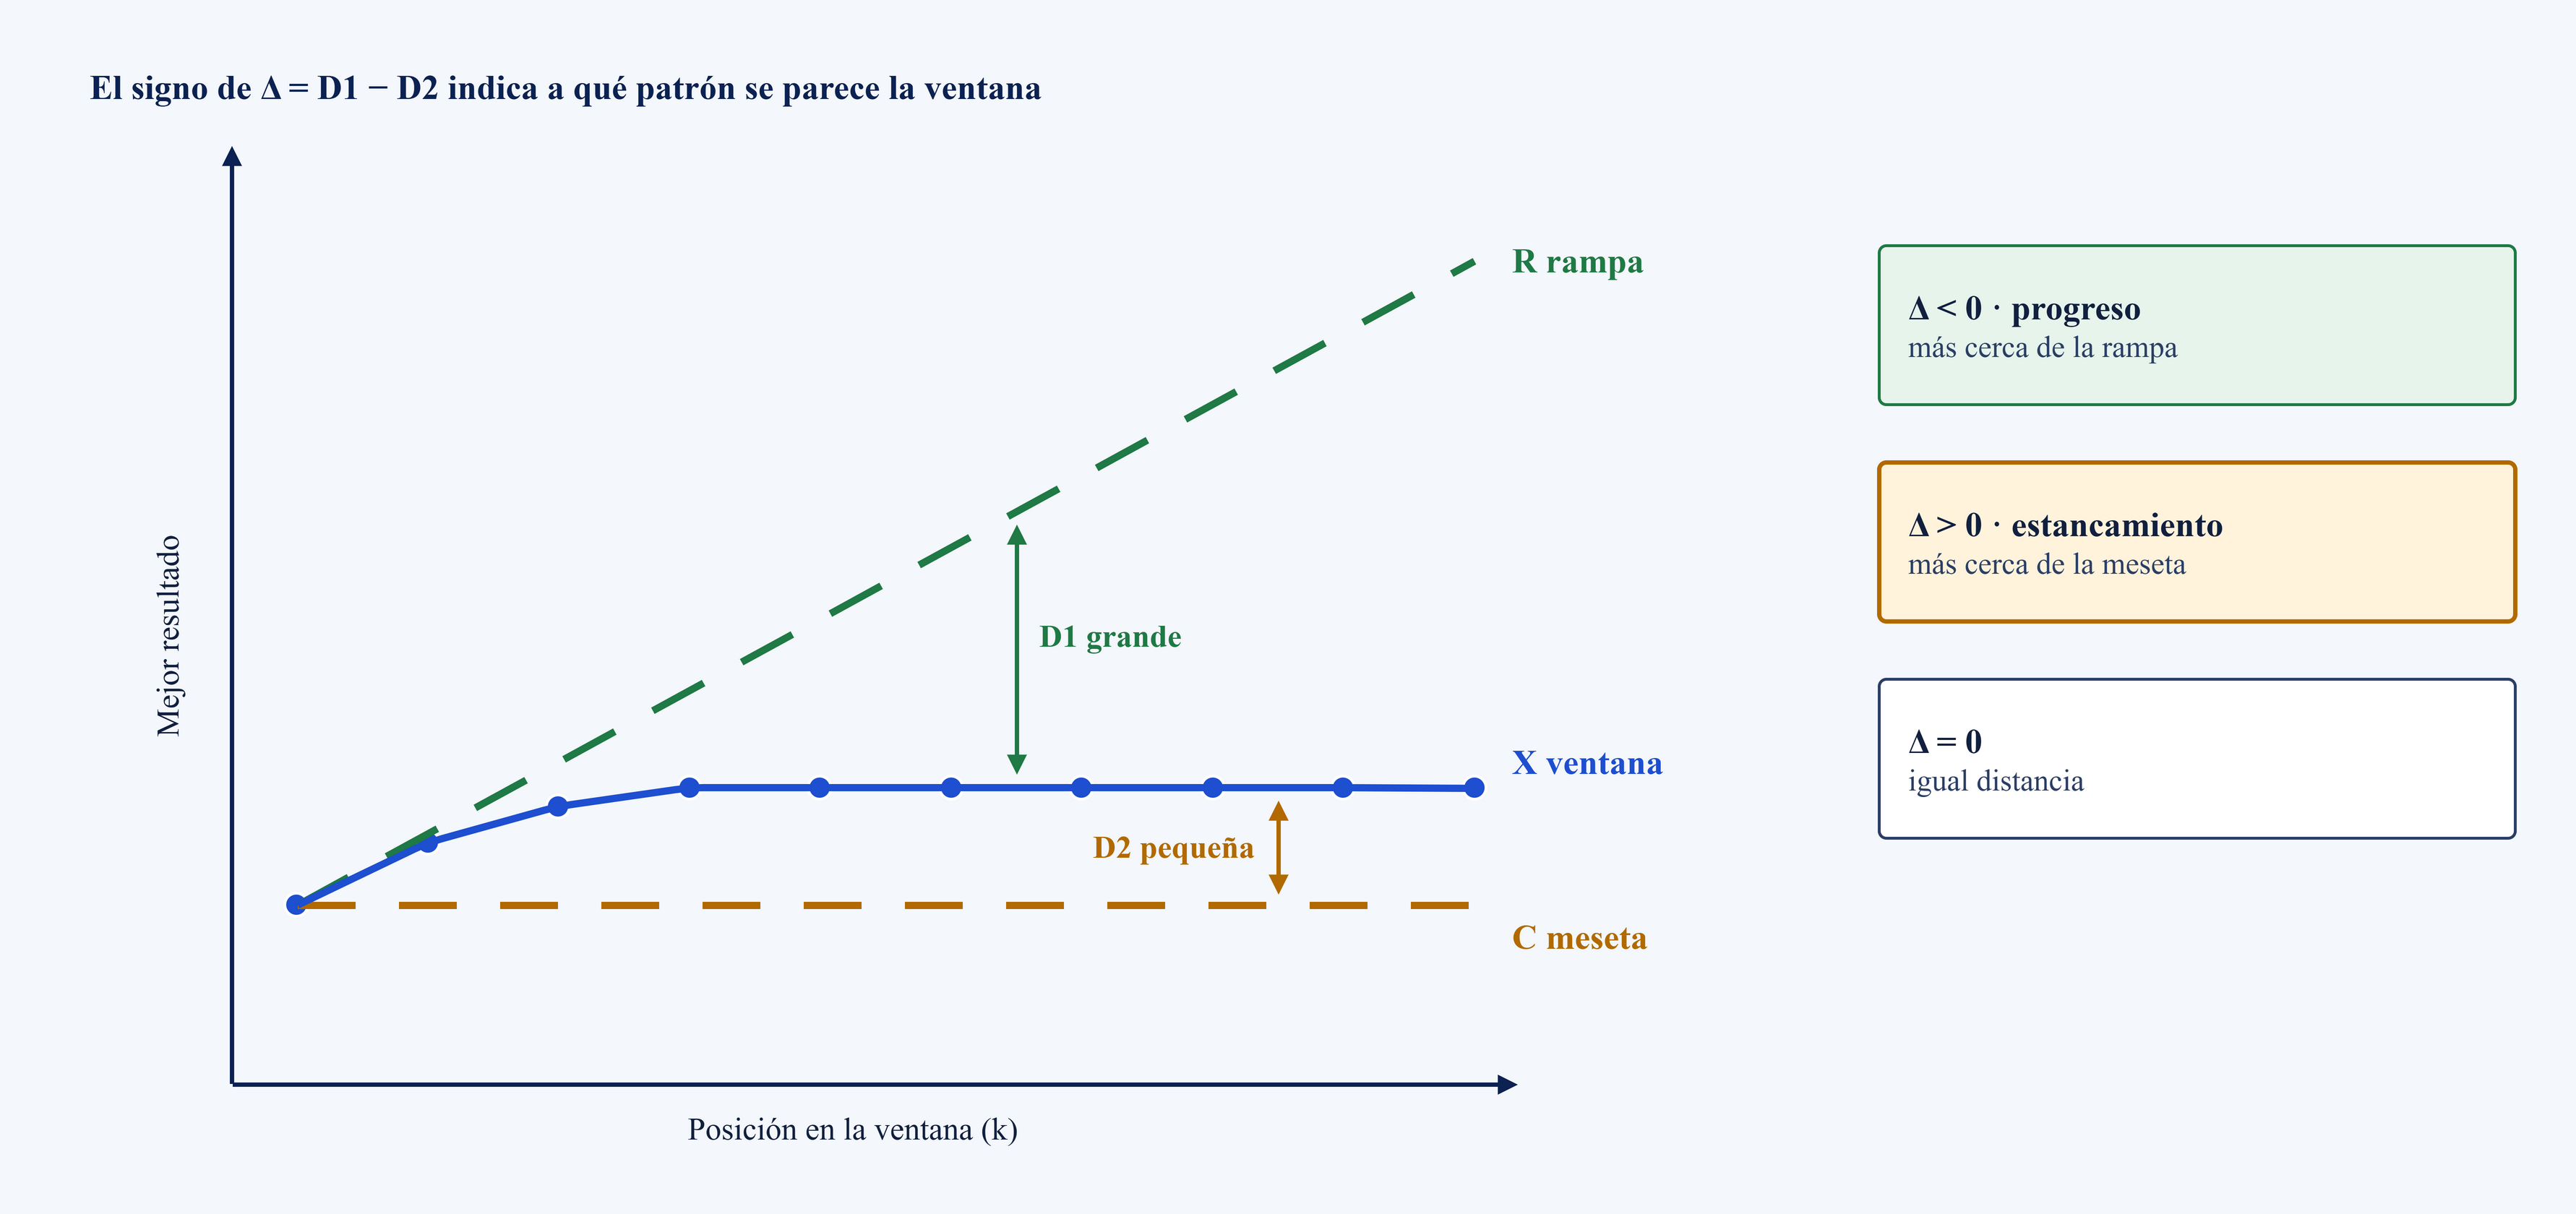 El signo de Δ = D1 − D2 indica a qué patrón se parece la ventana
Mejor resultado
R rampa
D1 grande
X ventana
D2 pequeña
C meseta
Posición en la ventana (k)
Δ < 0 · progreso
más cerca de la rampa
Δ > 0 · estancamiento
más cerca de la meseta
Δ = 0
igual distancia